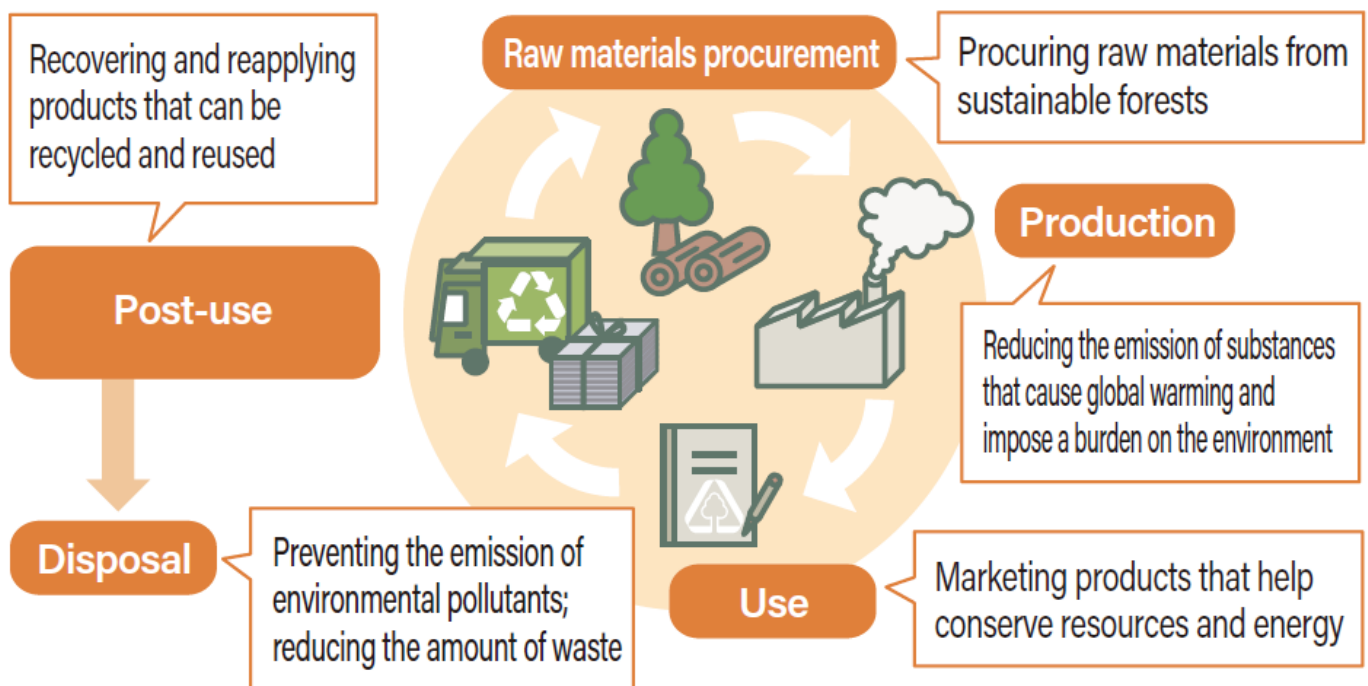 Raw materials procurement
Procuring raw materials from
sustainable forests
Production
Reducing the emission of substances
that cause global warming and
impose a burden on the environment
Use
Marketing products that help
conserve resources and energy
Recovering and reapplying
products that can be
recycled and reused
Post-use
Disposal
Preventing the emission of
environmental pollutants;
reducing the amount of waste